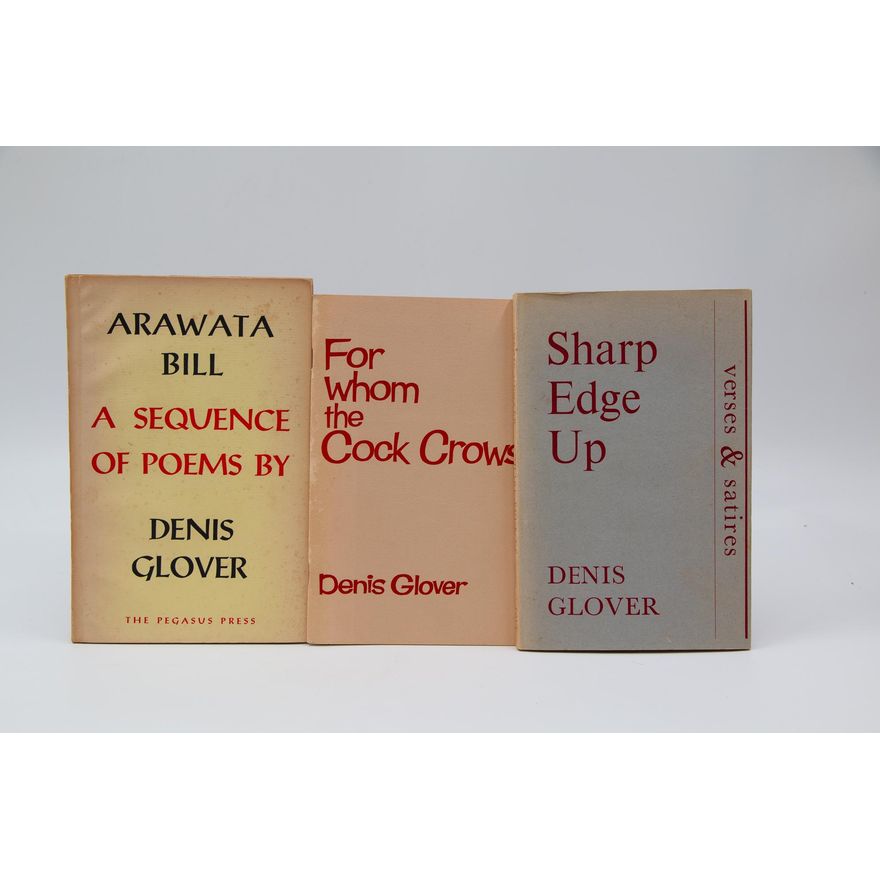 ARAWATA
BILL
A SEQUENCE
OF POEMS BY
DENIS
GLOVER
THE PEGASUS PRESS
For
whom
the
Cock Crows
Denis Glover
Sharp
Edge
Up
DENIS
GLOVER
verses & satires